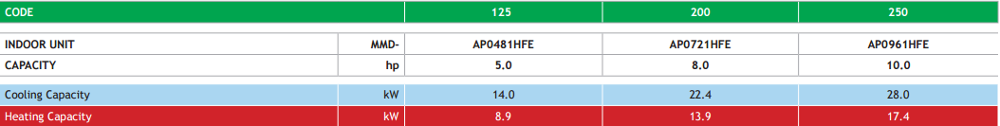 CODE 125 200 250
INDOOR UNIT MMD- AP0481HFE AP0721HFE AP0961HFE
CAPACITY hp 5.0 8.0 10.0
Cooling Capacity kW 14.0 22.4 28.0
Heating Capacity kW 8.9 13.9 17.4